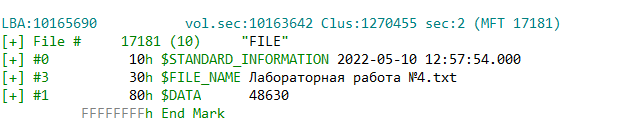 LBA:10165690 vol.sec:10163642 Clus:1270455 sec:2 (MFT 17181)
[+] File # 17181 (10) "FILE"
[+] #0 10h $STANDARD_INFORMATION 2022-05-10 12:57:54.000
[+] #3 30h $FILE_NAME Лабораторная работа №4.txt
[+] #1 80h $DATA 48630
FFFFFFFFh End Mark